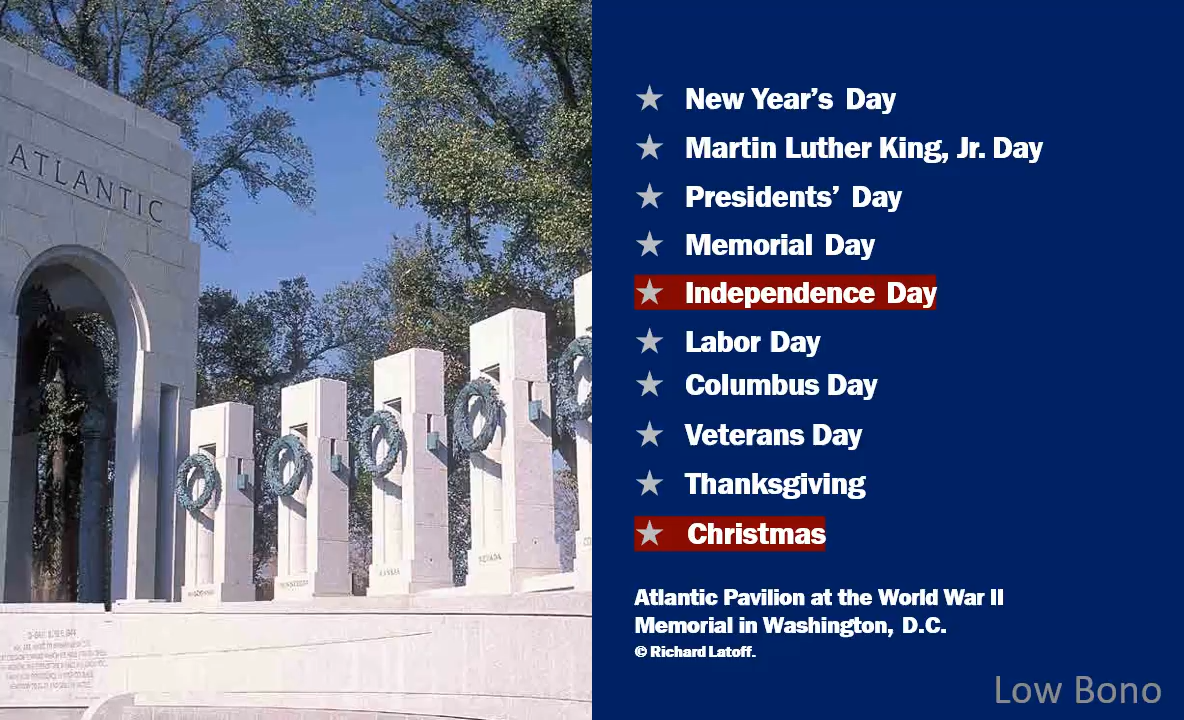 ATLANTIC
New Year's Day
Martin Luther King, Jr. Day
Presidents' Day
Memorial Day
Independence Day
Labor Day
Columbus Day
Veterans Day
Thanksgiving
Christmas
NEVADA
Atlantic Pavilion at the World War II
Memorial in Washington, D.C.
© Richard Latoff.
Low Bono